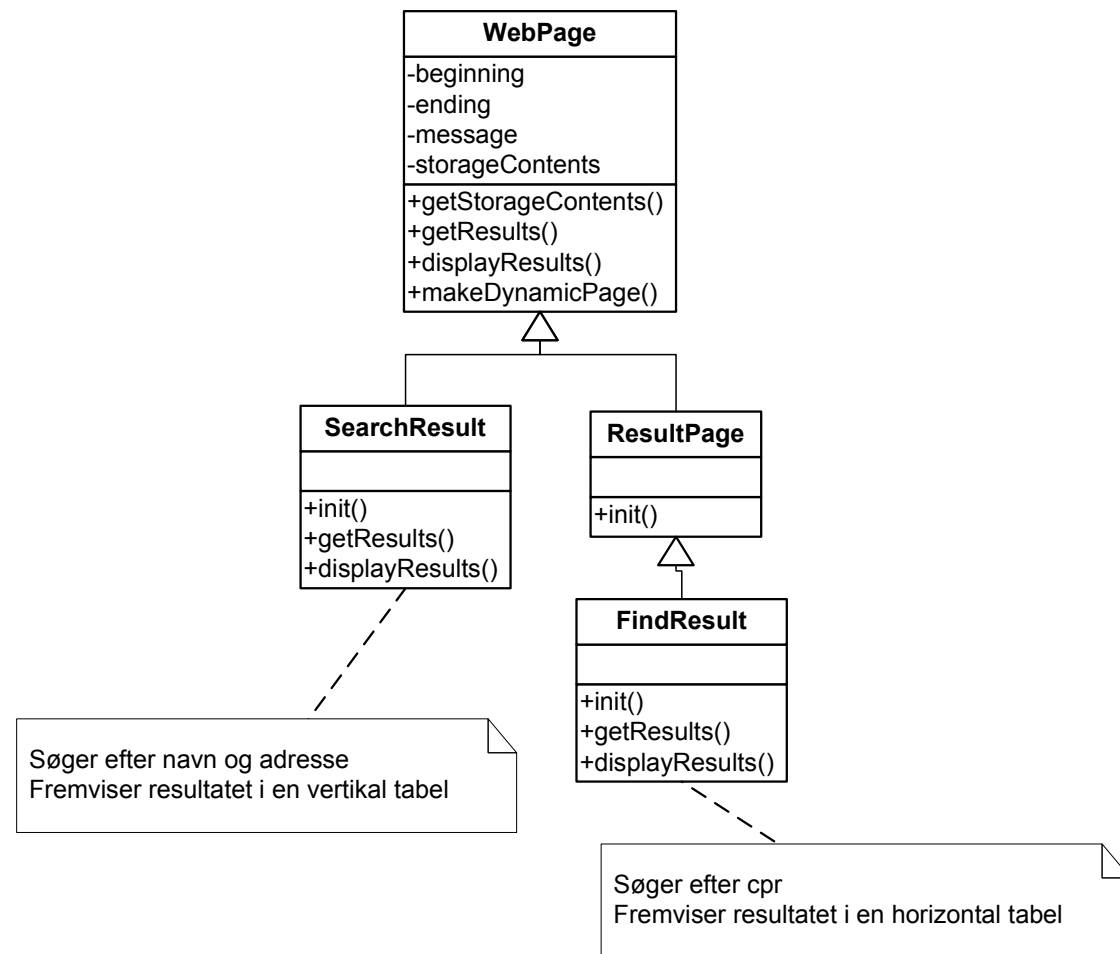 WebPage
-beginning
-ending
-message
-storageContents
+getStorageContents()
+getResults()
+displayResults()
+makeDynamicPage()
SearchResult
+init()
+getResults()
+displayResults()
ResultPage
+init()
FindResult
+init()
+getResults()
+displayResults()
Søger efter navn og adresse
Fremviser resultatet i en vertikal tabel
Søger efter cpr
Fremviser resultatet i en horizontal tabel